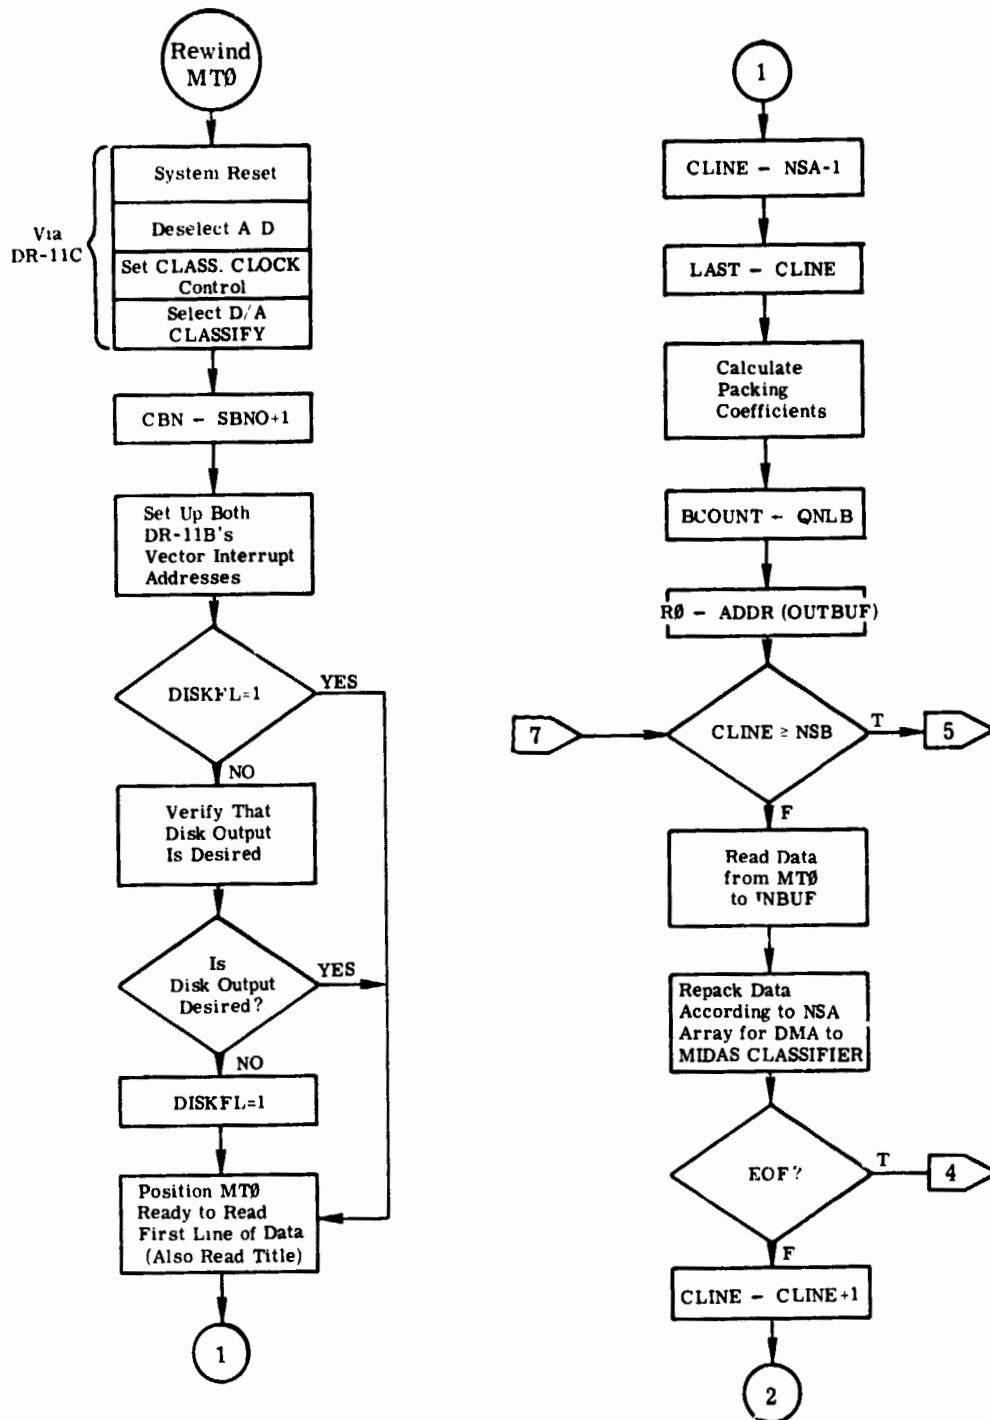 Rewind
MTØ
Via
DR-11C
System Reset
Deselect A D
Set CLASS. CLOCK
Control
Select D/A
CLASSIFY
CBN - SBNO+1
Set Up Both
DR-11B's
Vector Interrupt
Addresses
DISKFL=1
YES
NO
Verify That
Disk Output
Is Desired
Is
Disk Output
Desired?
YES
NO
DISKFL=1
Position MTØ
Ready to Read
First Line of Data
(Also Read Title)
1
1
CLINE - NSA-1
LAST - CLINE
Calculate
Packing
Coefficients
BCOUNT - QNLB
RØ - ADDR (OUTBUF)
7
CLINE ≥ NSB
T
5
F
Read Data
from MTØ
to INBUF
Repack Data
According to NSA
Array for DMA to
MIDAS CLASSIFIER
EOF?
T
4
F
CLINE - CLINE+1
2